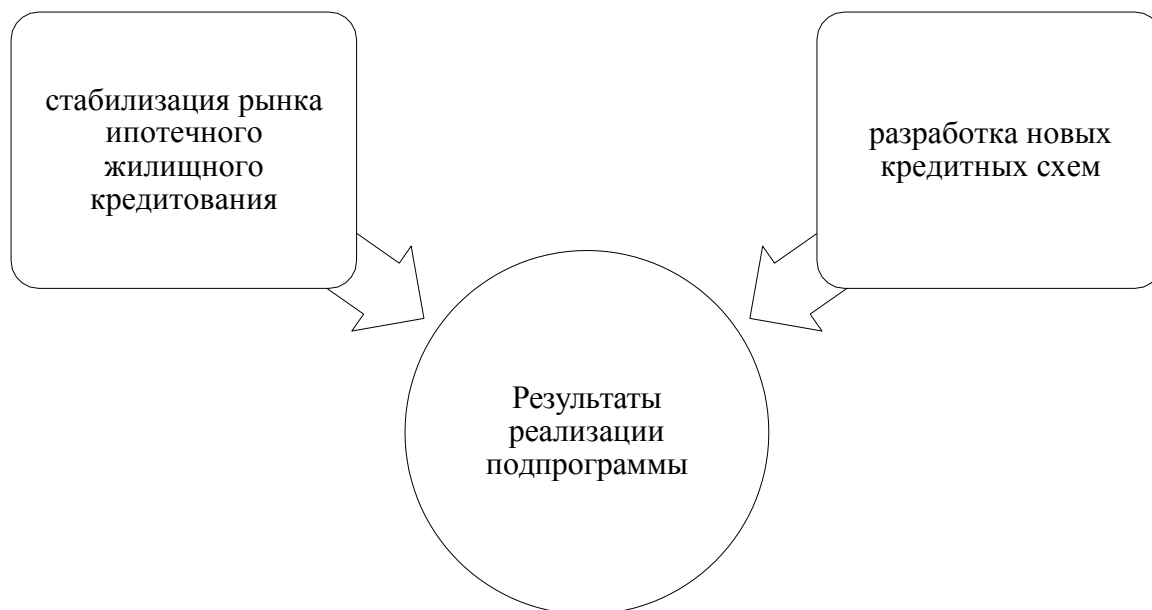 стабилизация рынка
ипотечного
жилищного
кредитования
разработка новых
кредитных схем
Результаты
реализации
подпрограммы